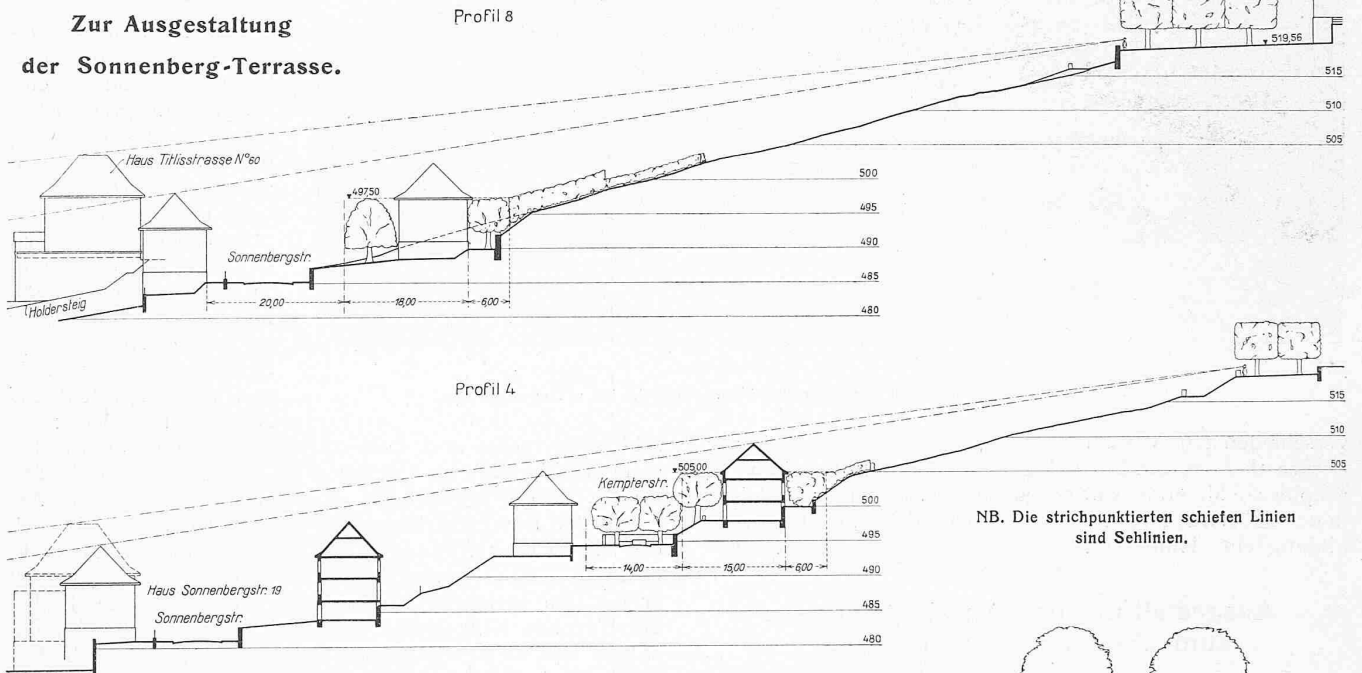 Zur Ausgestaltung
der Sonnenberg-Terrasse.
Profil 8
519,56
515
510
505
500
495
490
485
480
Haus Titlisstrasse N° 60
497,50
Sonnenbergstr.
Holdersteig
20,00
18,00
6,00
Profil 4
515
510
505
500
495
490
485
480
505,00
Kempterstr.
14,00
15,00
6,00
Haus Sonnenbergstr. 19
Sonnenbergstr.
NB. Die strichpunktierten schiefen Linien
sind Sehlinien.